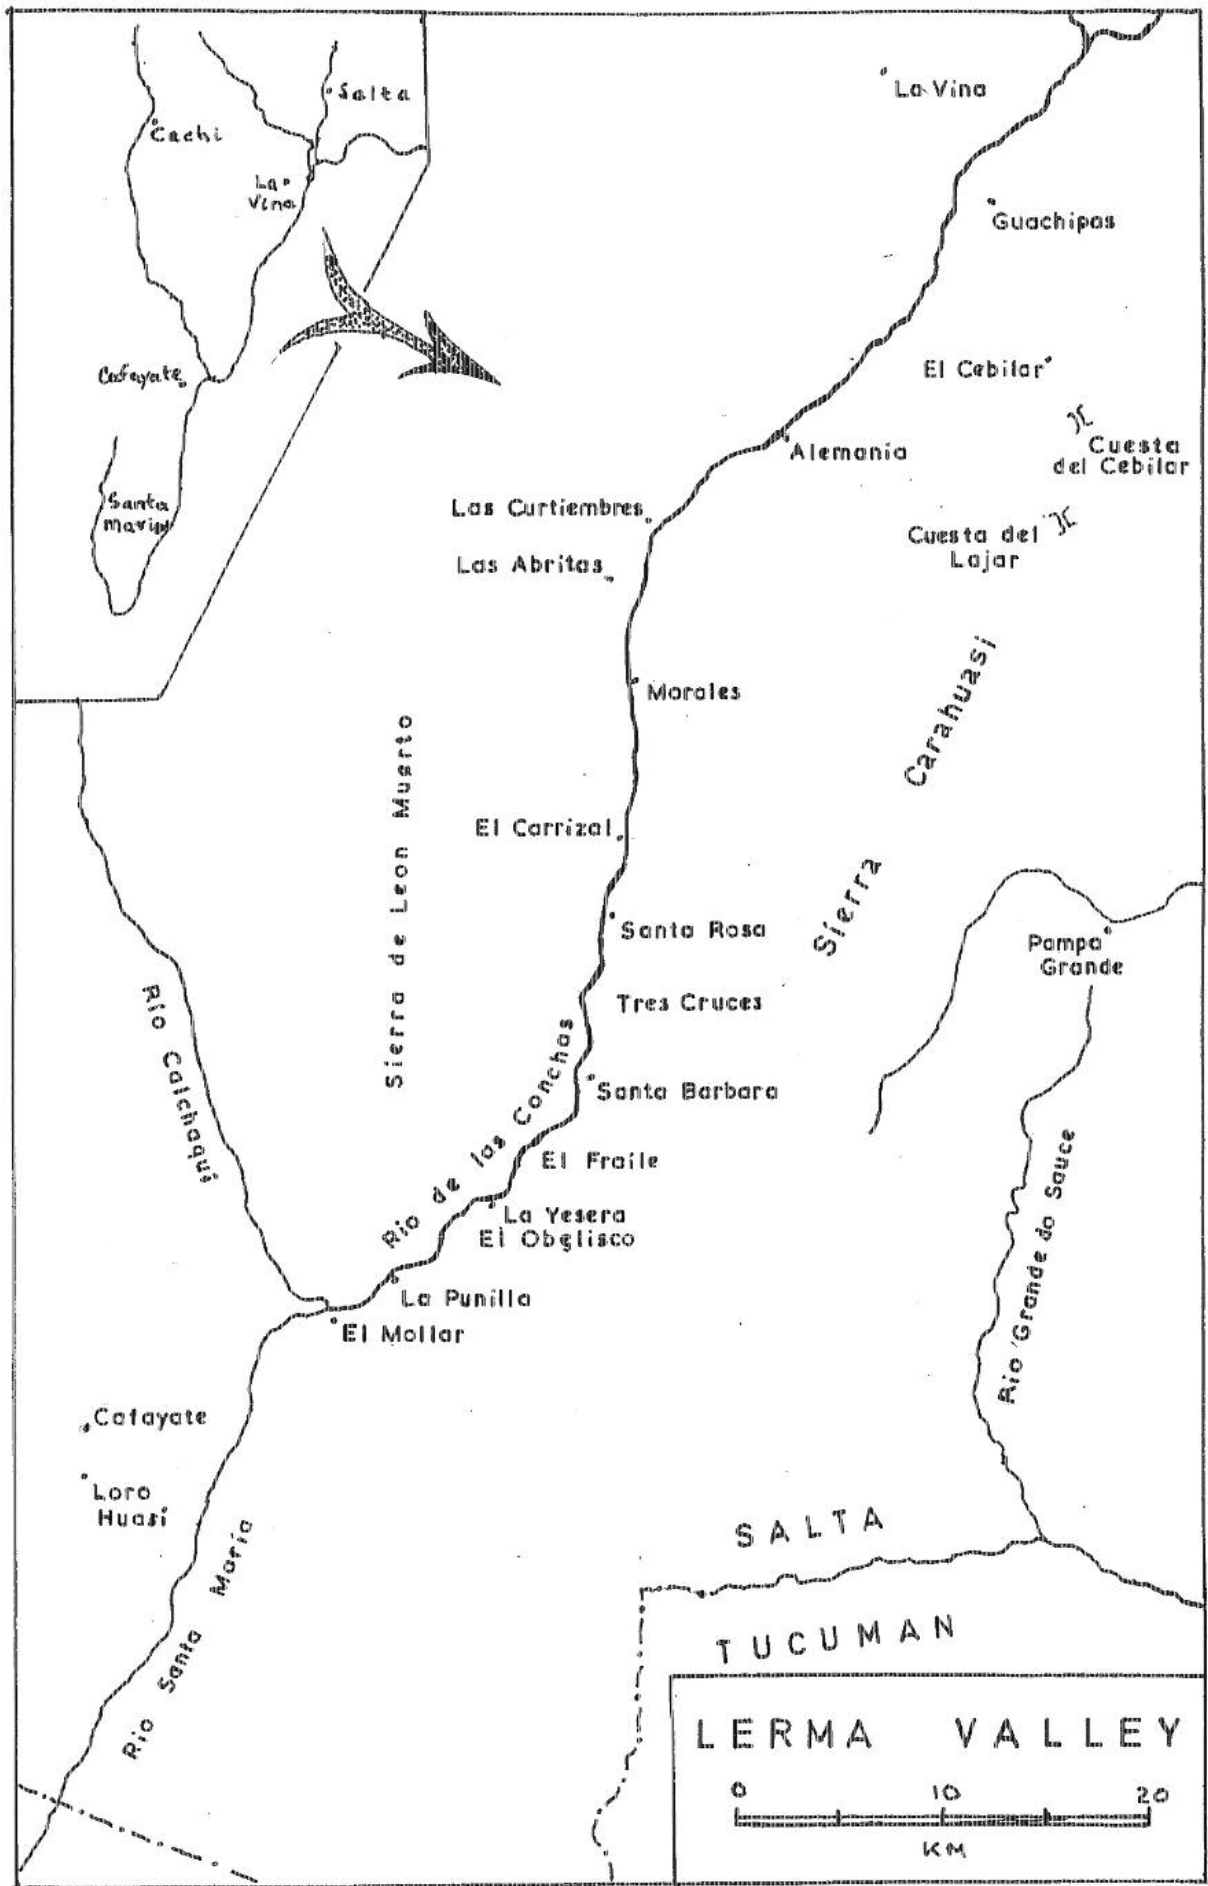 Salta
Cachi
La
Vina
Cafayate
Santa
Maria
La Vina
Guachipas
El Cebilar
Cuesta
del Cebilar
Alemania
Las Curtiembres
Cuesta del
Lajar
Las Abritas
Morales
Sierra Carahuasi
Sierra de Leon Muerto
El Carrizal
Santa Rosa
Pampa
Grande
Tres Cruces
Rio Calchaqui
Rio de las Conchas
Santa Barbara
El Fraile
La Yesera
El Obelisco
Rio Grande do Sauce
La Punilla
El Mollar
Cafayate
Loro
Huasi
Rio Santa Maria
SALTA
TUCUMAN
LERMA VALLEY
0 10 20
KM